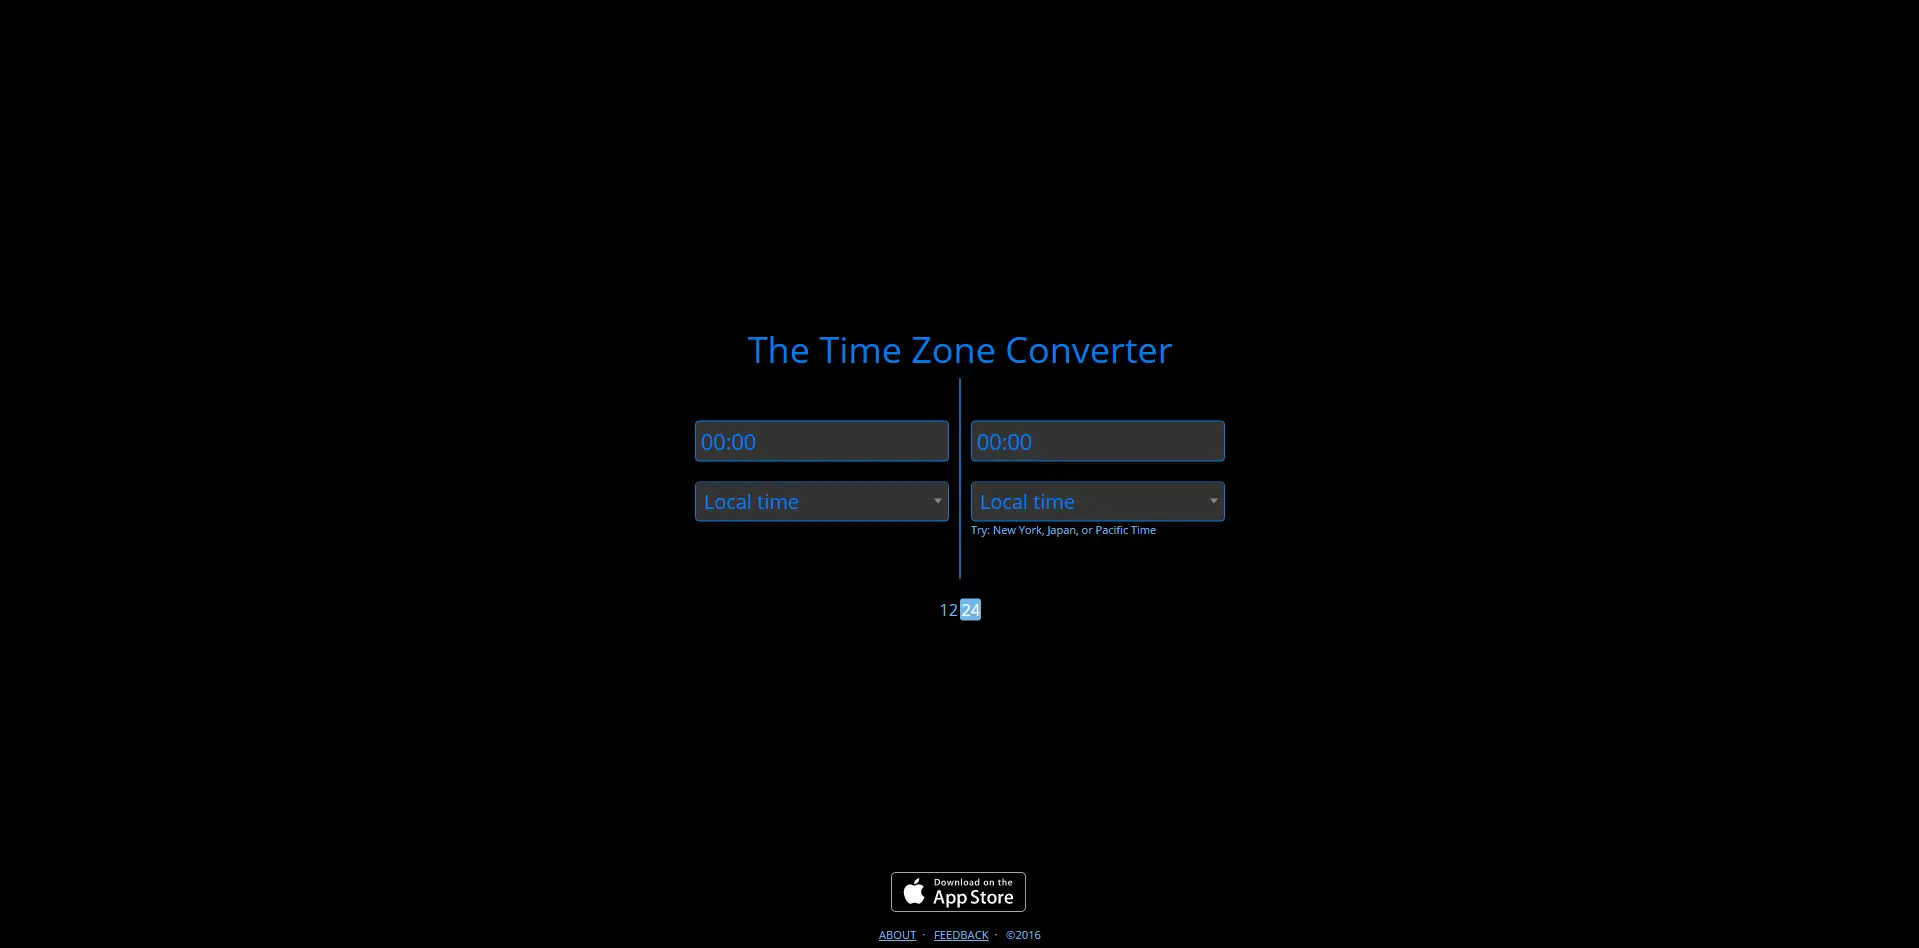 The Time Zone Converter
00:00 00:00
Local time Local time
Try: New York, Japan, or Pacific Time
12 24
Download on the
App Store
ABOUT · FEEDBACK · ©2016